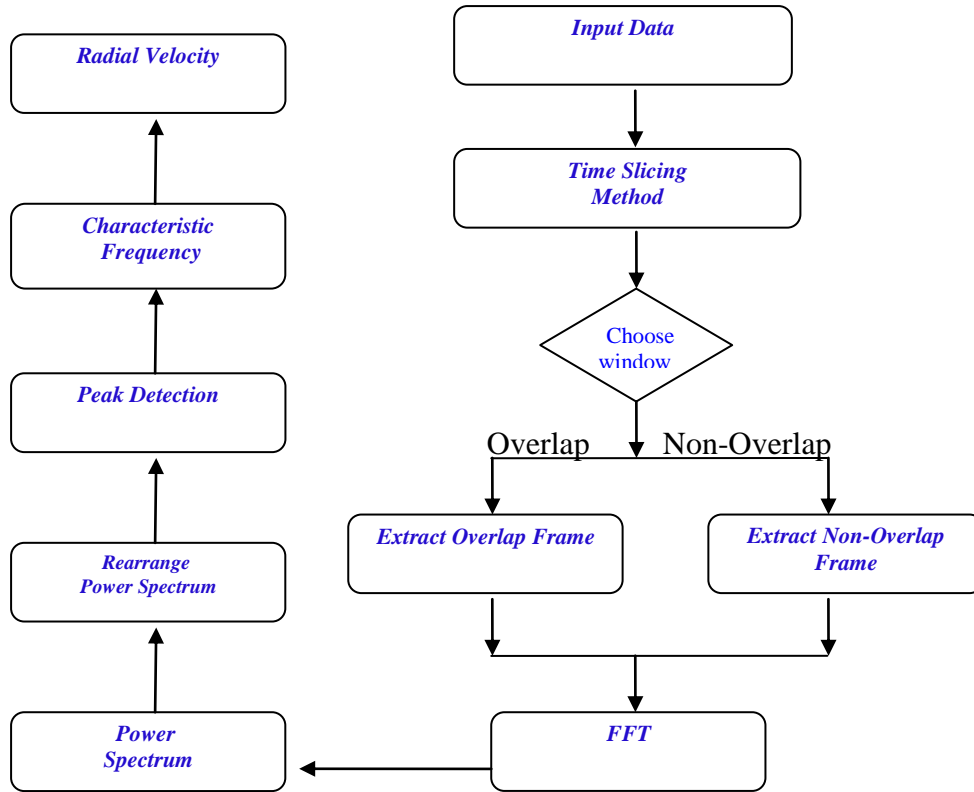 Input Data
Time Slicing
Method
Choose
window
Overlap
Non-Overlap
Extract Overlap Frame
Extract Non-Overlap
Frame
FFT
Power
Spectrum
Rearrange
Power Spectrum
Peak Detection
Characteristic
Frequency
Radial Velocity